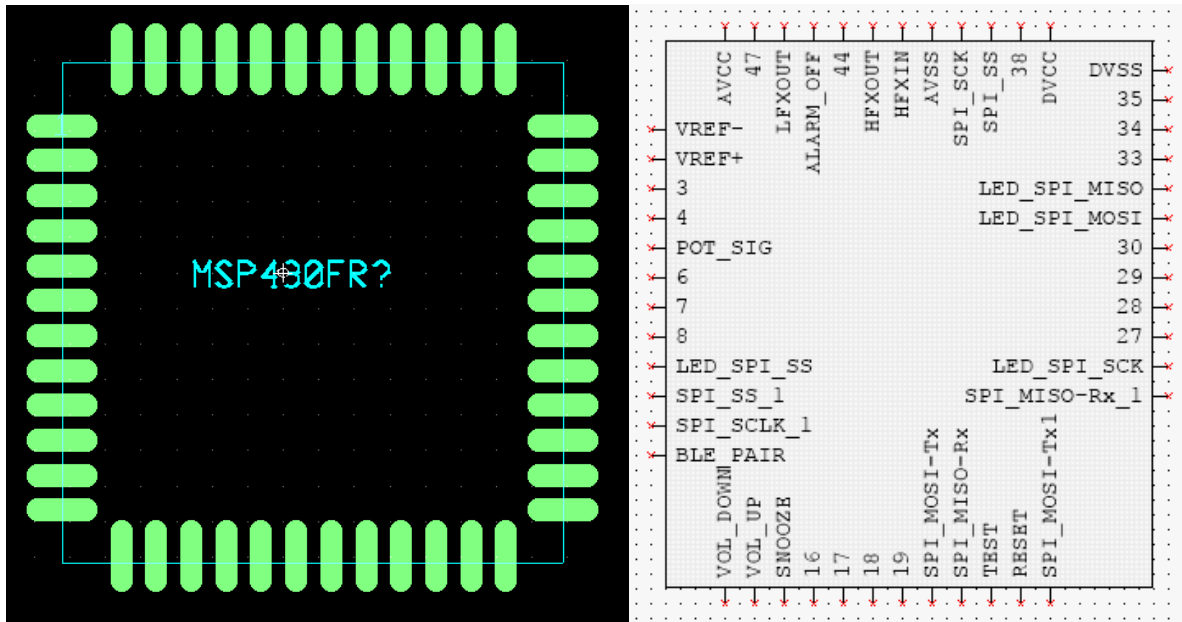 MSP430FR?
AVCC
47
LFXOUT
ALARM_OFF
44
HFXOUT
HFXIN
AVSS
SPI_SCK
SPI_SS
38
DVCC
VREF-
VREF+
3
4
POT_SIG
6
7
8
LED_SPI_SS
SPI_SS_1
SPI_SCLK_1
BLE_PAIR
DVSS
35
34
33
LED_SPI_MISO
LED_SPI_MOSI
30
29
28
27
LED_SPI_SCK
SPI_MISO-Rx_1
VOL_DOWN
VOL_UP
SNOOZE
16
17
18
19
SPI_MOSI-Tx
SPI_MISO-Rx
TEST
RESET
SPI_MOSI-Tx1